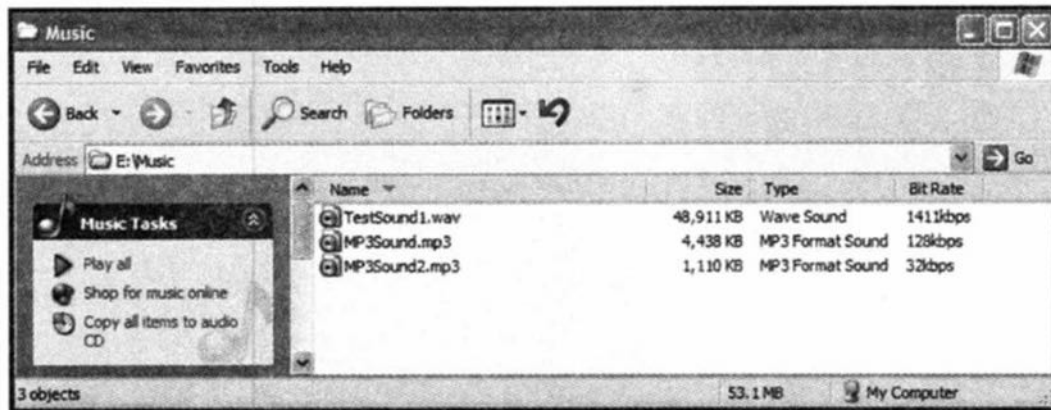 Music
File Edit View Favorites Tools Help
Back Search Folders
Address E:\Music Go
Name Size Type Bit Rate
Music Tasks
TestSound1.wav 48,911 KB Wave Sound 1411kbps
MP3Sound.mp3 4,438 KB MP3 Format Sound 128kbps
MP3Sound2.mp3 1,110 KB MP3 Format Sound 32kbps
Play all
Shop for music online
Copy all items to audio
CD
3 objects 53.1 MB My Computer